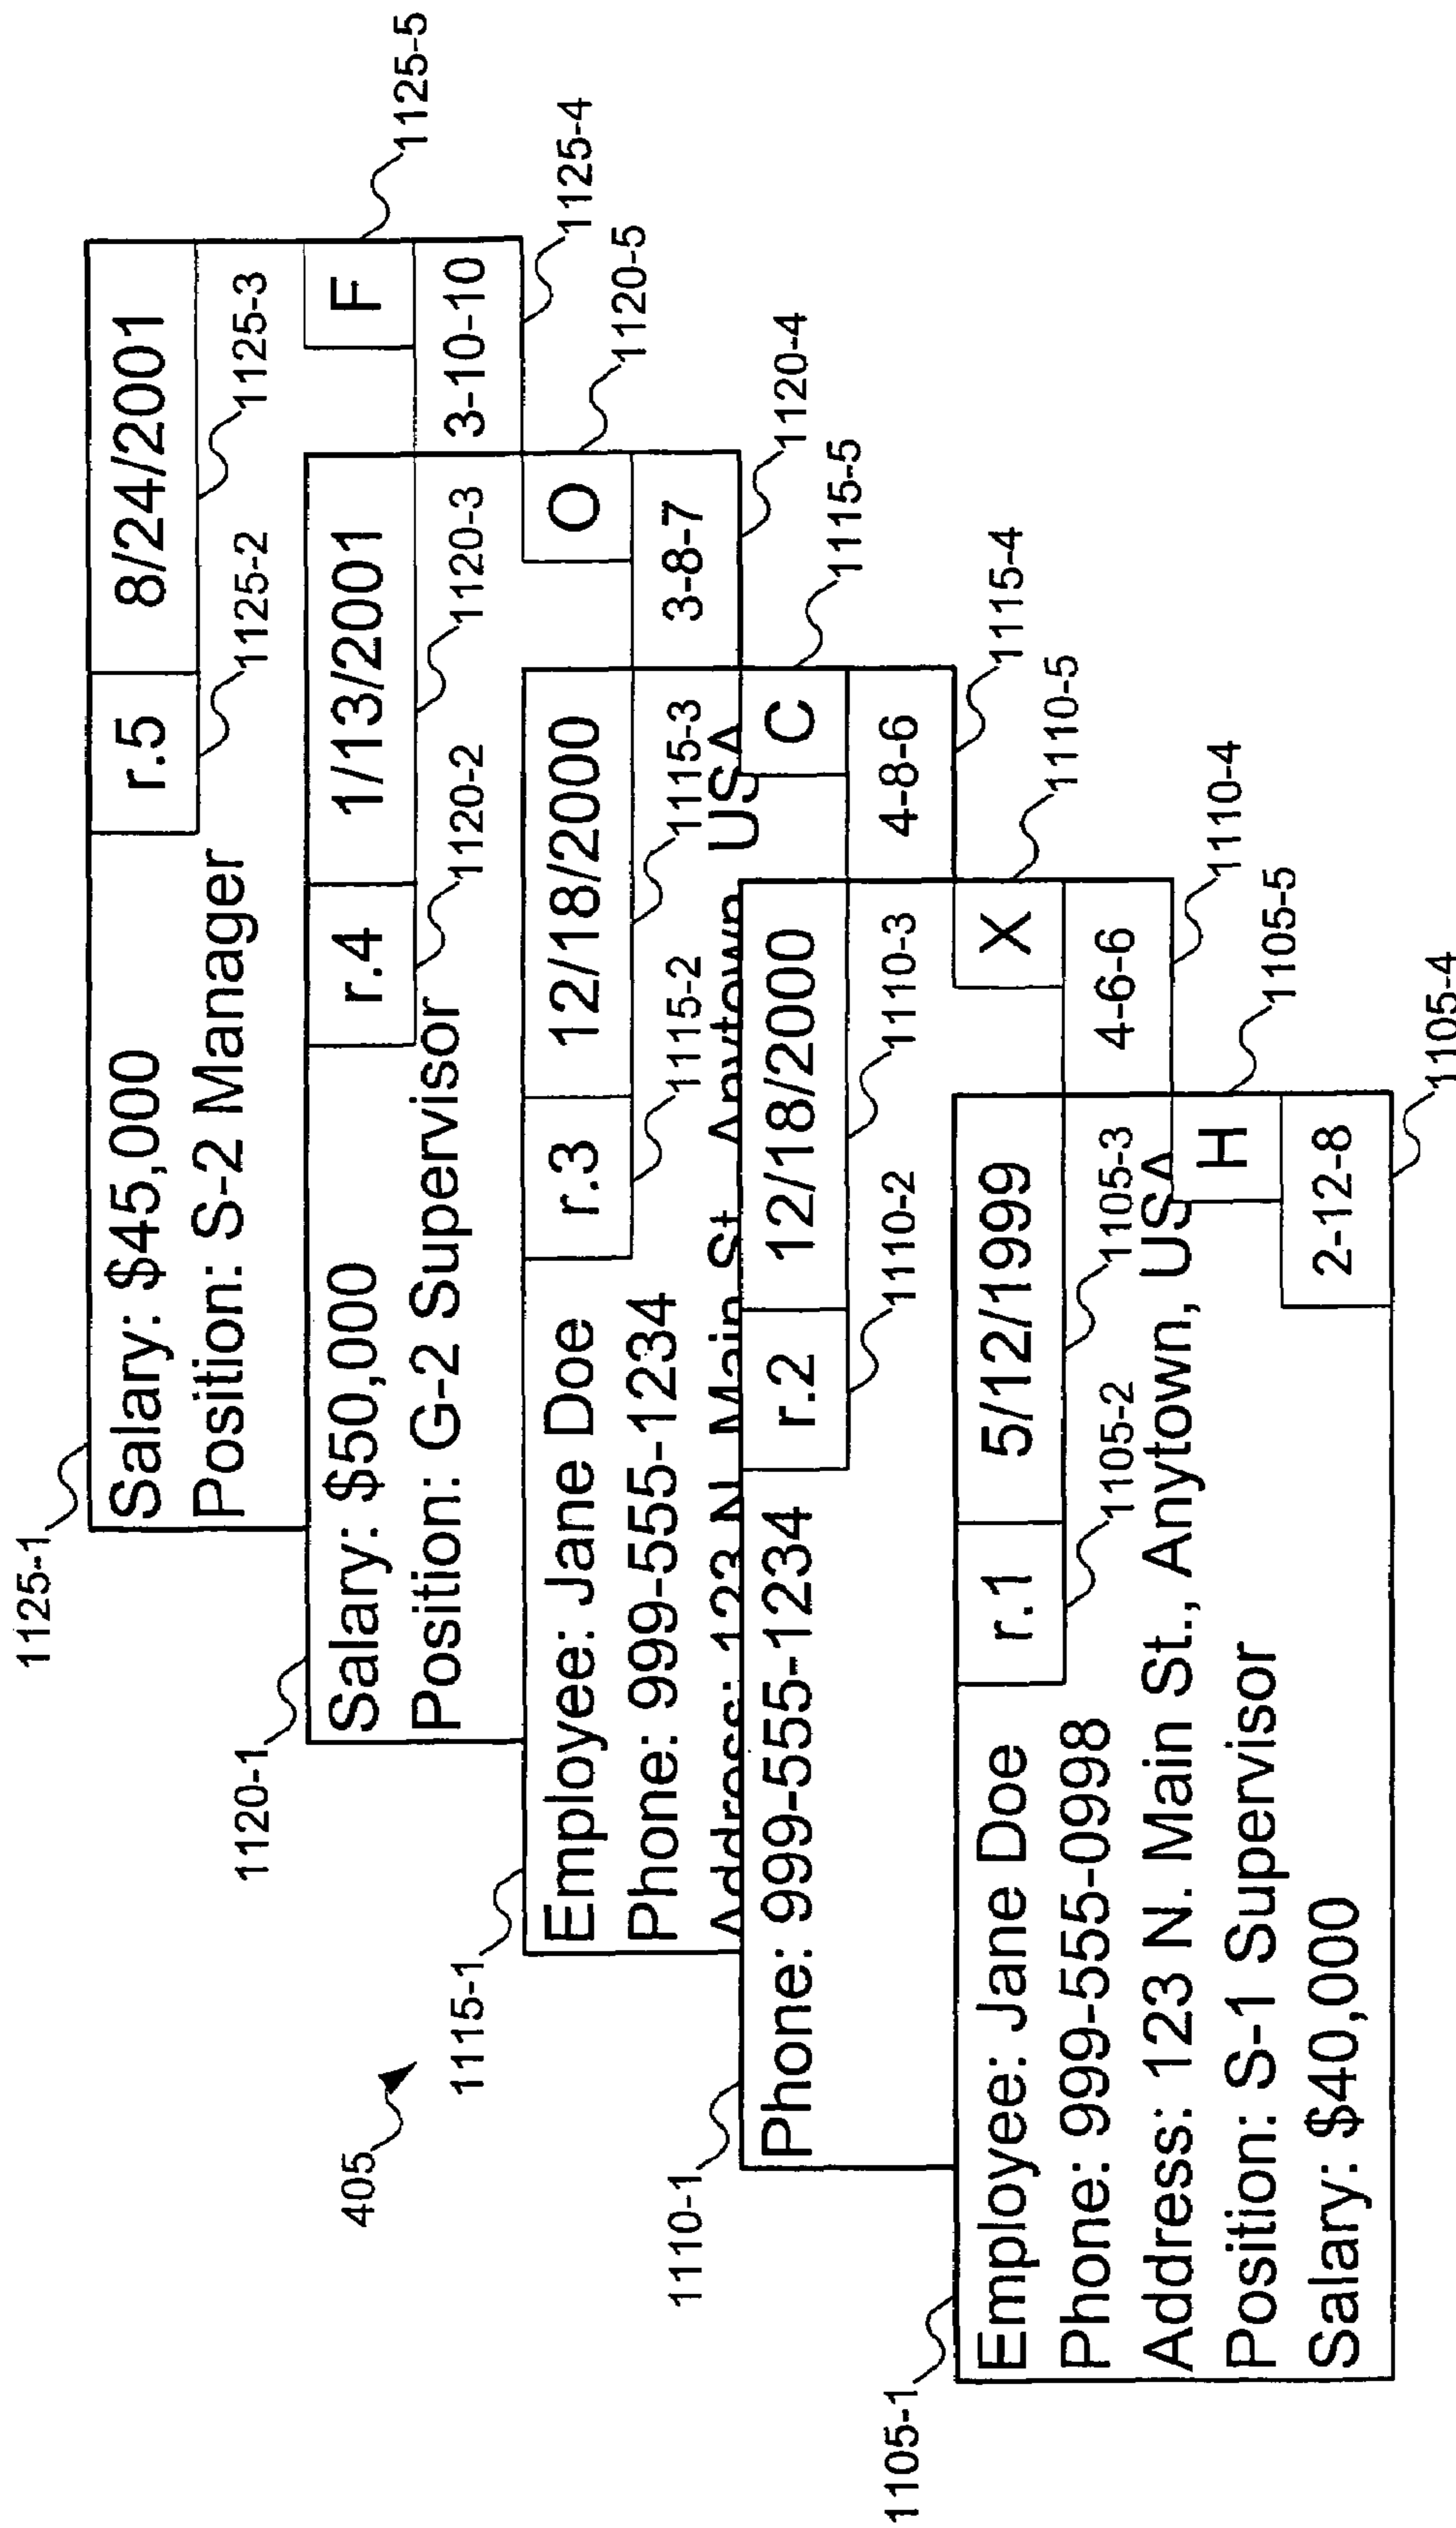 1125-1
Salary: $45,000
Position: S-2 Manager
r.5
8/24/2001
1125-2
1125-3
F
1125-5
3-10-10
1125-4
1120-1
Salary: $50,000
Position: G-2 Supervisor
r.4
1/13/2001
1120-2
1120-3
O
1120-5
3-8-7
1120-4
405
1115-1
Employee: Jane Doe
Phone: 999-555-1234
Address: 123 N. Main St., Anytown, USA
r.3
12/18/2000
1115-2
1115-3
C
1115-5
4-8-6
1115-4
1110-1
Phone: 999-555-1234
r.2
12/18/2000
1110-2
1110-3
X
1110-5
4-6-6
1110-4
1105-1
Employee: Jane Doe
Phone: 999-555-0998
Address: 123 N. Main St., Anytown, USA
Position: S-1 Supervisor
Salary: $40,000
r.1
5/12/1999
1105-2
1105-3
H
1105-5
2-12-8
1105-4